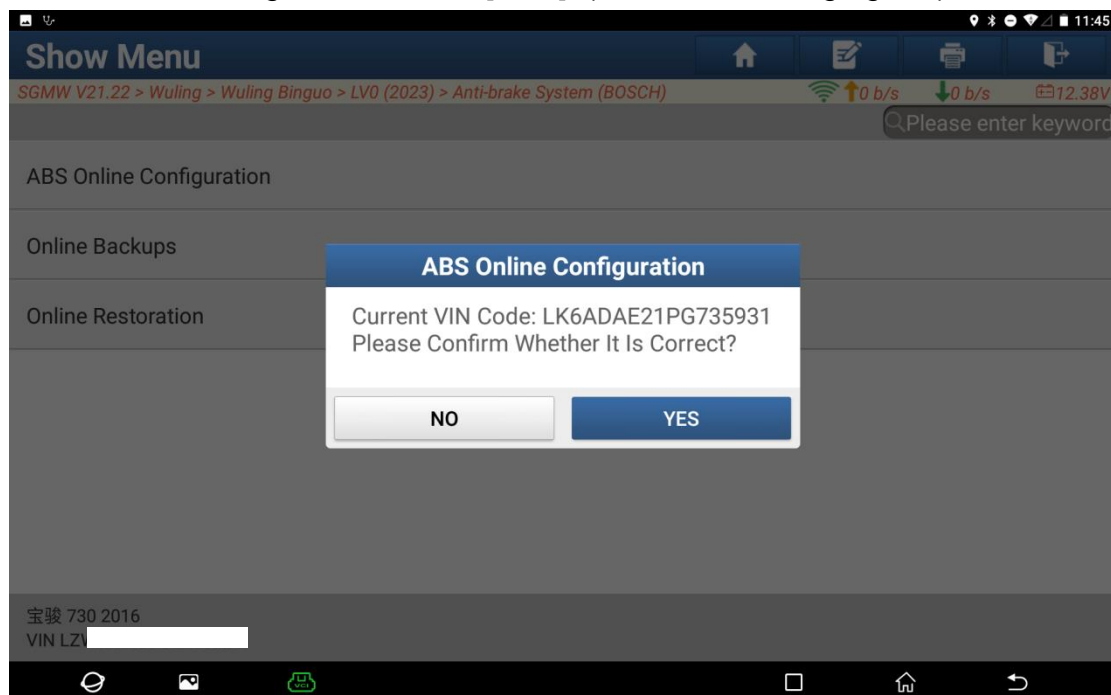 11:45
Show Menu
SGMW V21.22 > Wuling > Wuling Binguo > LV0 (2023) > Anti-brake System (BOSCH)
0 b/s
0 b/s
12.38V
Please enter keyword
ABS Online Configuration
Online Backups
Online Restoration
ABS Online Configuration
Current VIN Code: LK6ADAE21PG735931
Please Confirm Whether It Is Correct?
NO
YES
宝骏 730 2016
VIN LZ
VCI